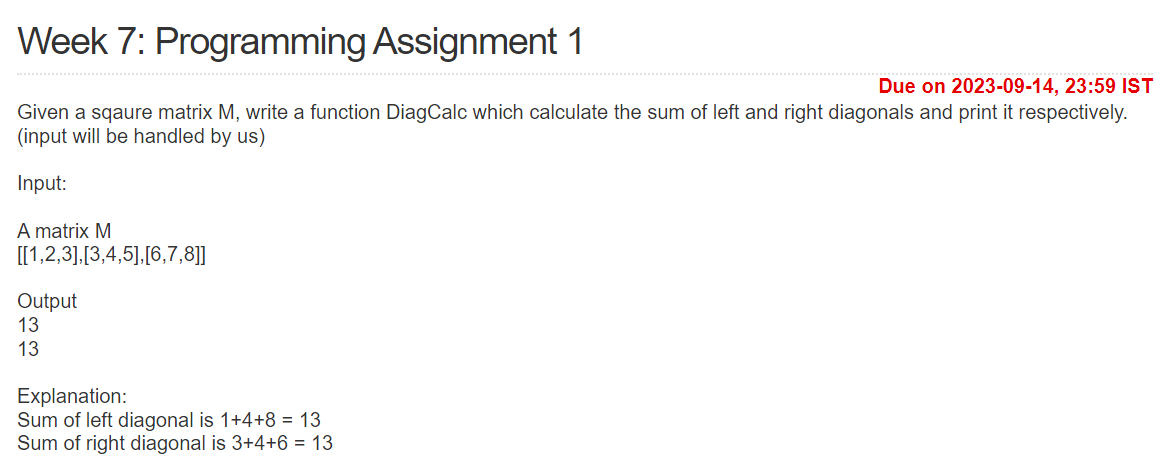 Week 7: Programming Assignment 1
Due on 2023-09-14, 23:59 IST
Given a sqaure matrix M, write a function DiagCalc which calculate the sum of left and right diagonals and print it respectively.
(input will be handled by us)
Input:
A matrix M
[[1,2,3],[3,4,5],[6,7,8]]
Output
13
13
Explanation:
Sum of left diagonal is 1+4+8 = 13
Sum of right diagonal is 3+4+6 = 13